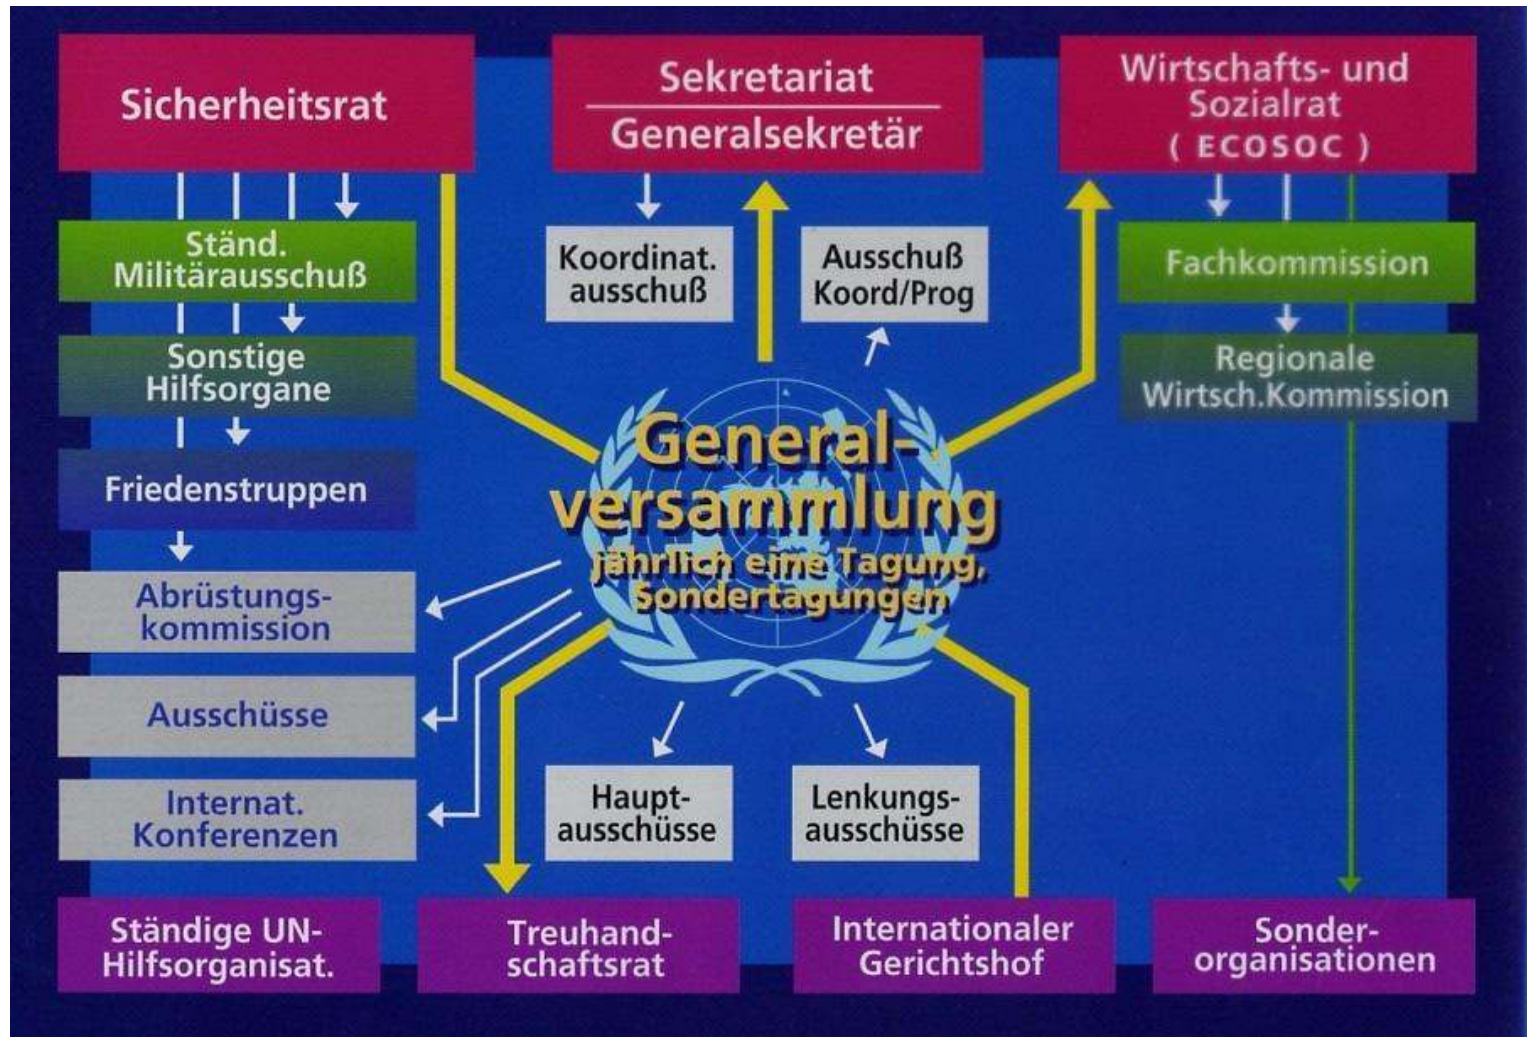 Sicherheitsrat
Sekretariat
Generalsekretär
Wirtschafts- und
Sozialrat
( ECOSOC )
Ständ.
Militärausschuß
Sonstige
Hilfsorgane
Friedenstruppen
Abrüstungs-
kommission
Ausschüsse
Internat.
Konferenzen
Koordinat.
ausschuß
Ausschuß
Koord/Prog
Fachkommission
Regionale
Wirtsch.Kommission
General-
versammlung
jährlich eine Tagung,
Sondertagungen
Haupt-
ausschüsse
Lenkungs-
ausschüsse
Ständige UN-
Hilfsorganisat.
Treuhand-
schaftsrat
Internationaler
Gerichtshof
Sonder-
organisationen